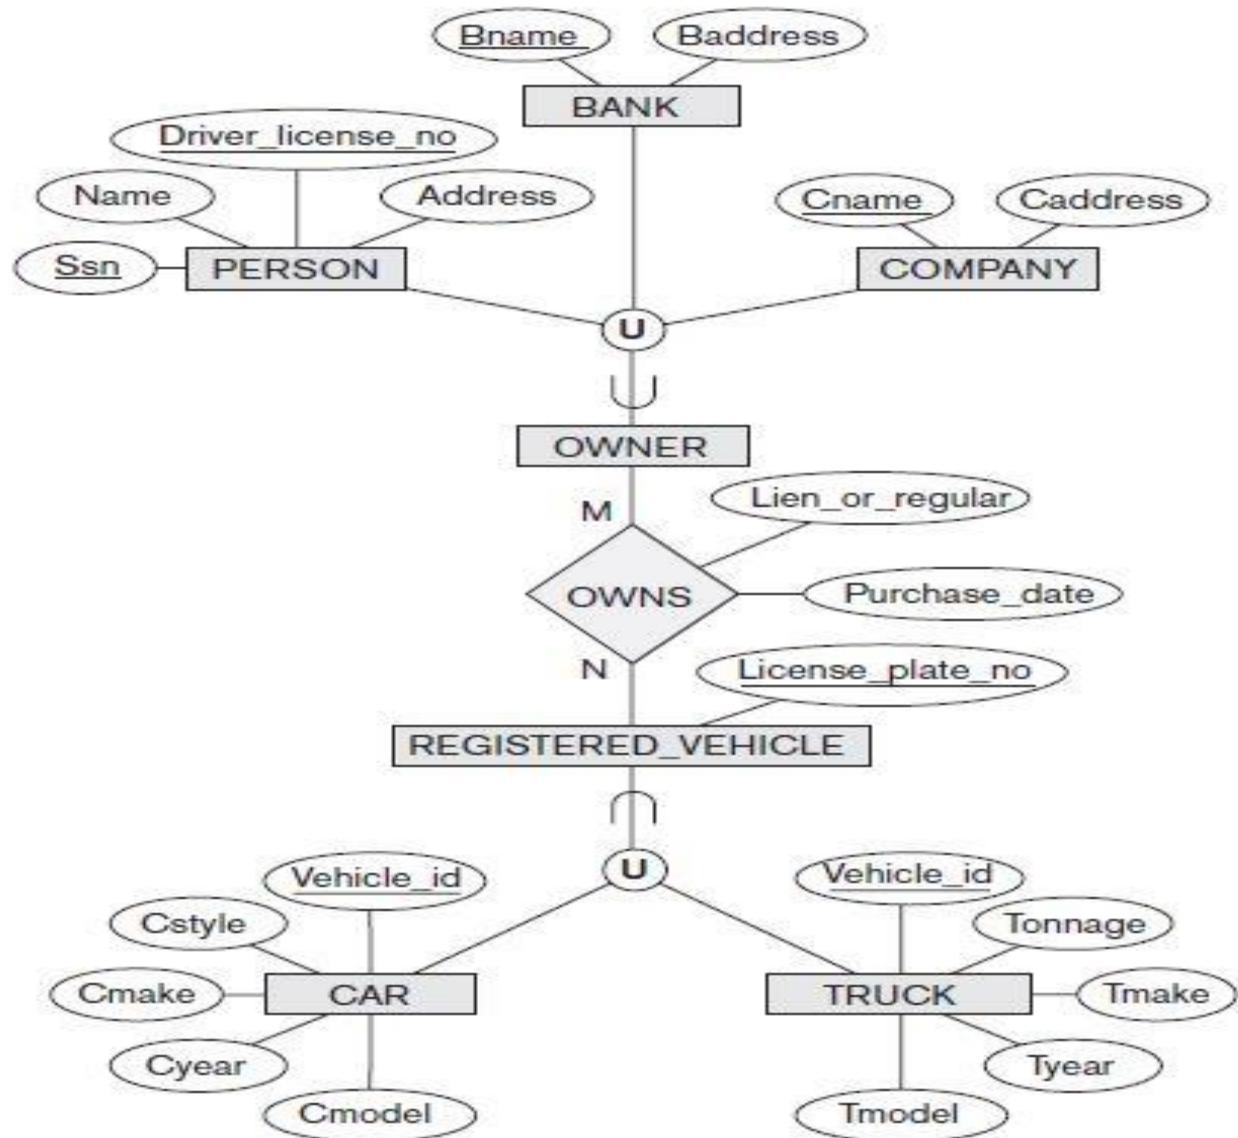 Bname
Baddress
BANK
Driver_license_no
Name
Address
Cname
Caddress
Ssn
PERSON
COMPANY
U
OWNER
M
Lien_or_regular
OWNS
Purchase_date
N
License_plate_no
REGISTERED_VEHICLE
U
Vehicle_id
Vehicle_id
Cstyle
Tonnage
Cmake
CAR
TRUCK
Tmake
Cyear
Tyear
Cmodel
Tmodel